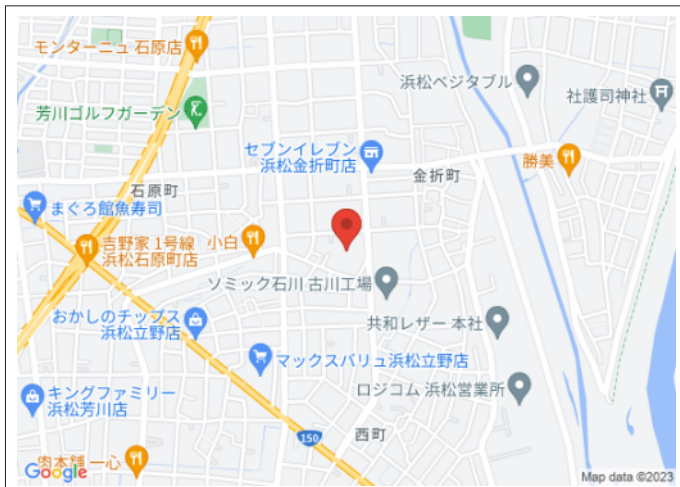 モンターニュ 石原店
浜松ベジタブル
社護司神社
芳川ゴルフガーデン
セブンイレブン
浜松金折町店
金折町
勝美
石原町
まぐろ館魚寿司
吉野家 1号線
浜松石原町店
小白
ソミック石川 古川工場
おかしのチップス
浜松立野店
共和レザー 本社
マックスバリュ浜松立野店
キングファミリー
浜松芳川店
ロジコム 浜松営業所
150
西町
肉本舗 一心
Google
Map data ©2023